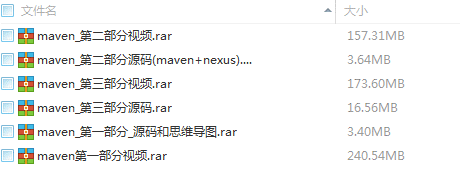 文件名 大小
maven_第二部分视频.rar 157.31MB
maven_第二部分源码(maven+nexus).... 3.64MB
maven_第三部分视频.rar 173.60MB
maven_第三部分源码.rar 16.56MB
maven_第一部分_源码和思维导图.rar 3.40MB
maven第一部分视频.rar 240.54MB